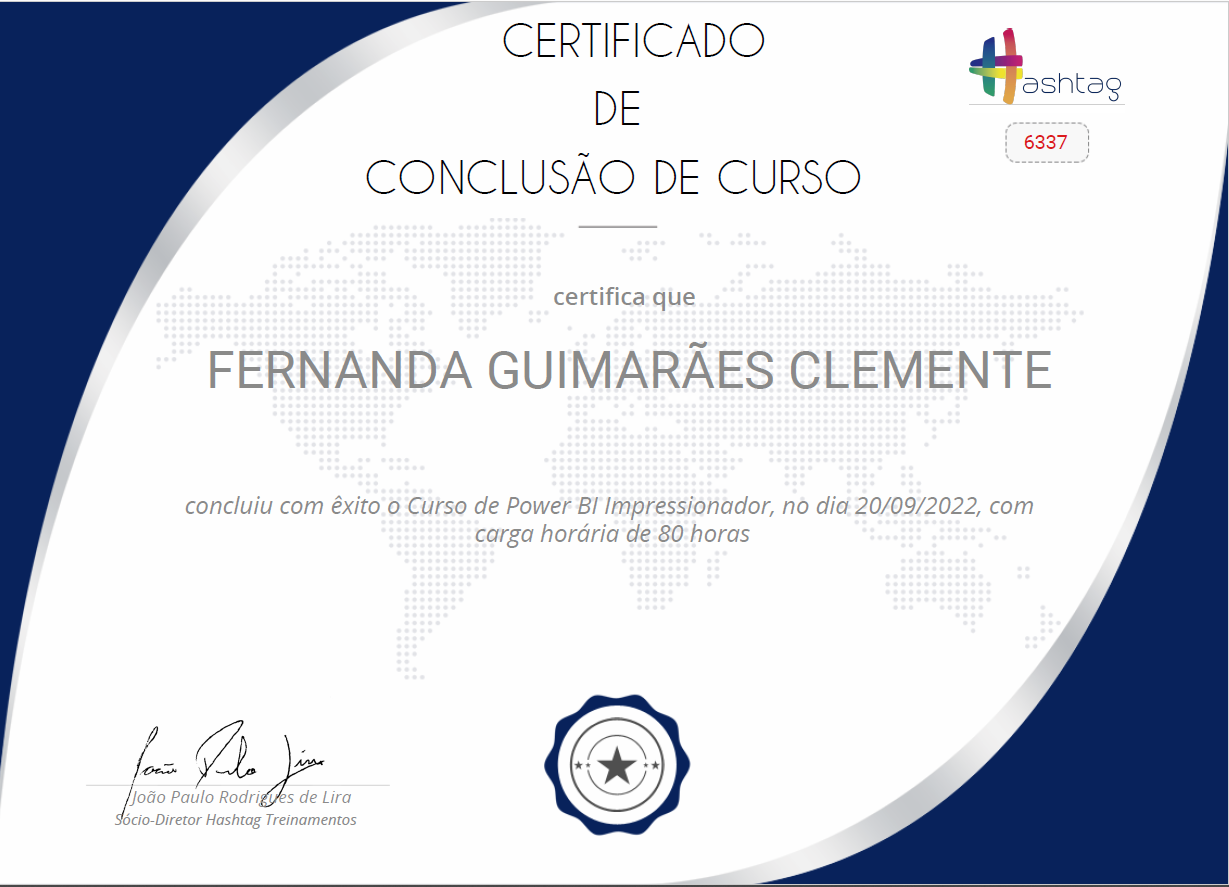 CERTIFICADO
DE
CONCLUSÃO DE CURSO
Hashtag
6337
certifica que
FERNANDA GUIMARÃES CLEMENTE
concluiu com êxito o Curso de Power BI Impressionador, no dia 20/09/2022, com
carga horária de 80 horas
João Paulo Lira
João Paulo Rodrigues de Lira
Sócio-Diretor Hashtag Treinamentos